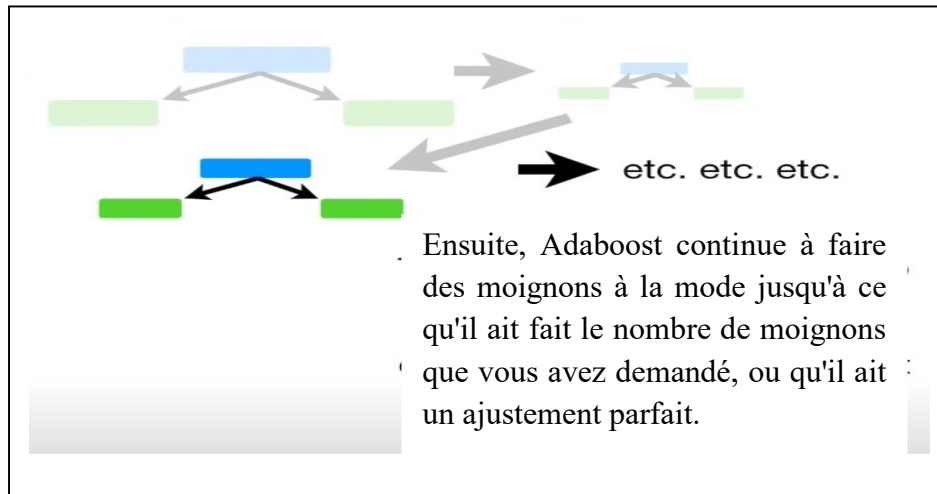 etc. etc. etc.
Ensuite, Adaboost continue à faire
des moignons à la mode jusqu'à ce
qu'il ait fait le nombre de moignons
que vous avez demandé, ou qu'il ait
un ajustement parfait.